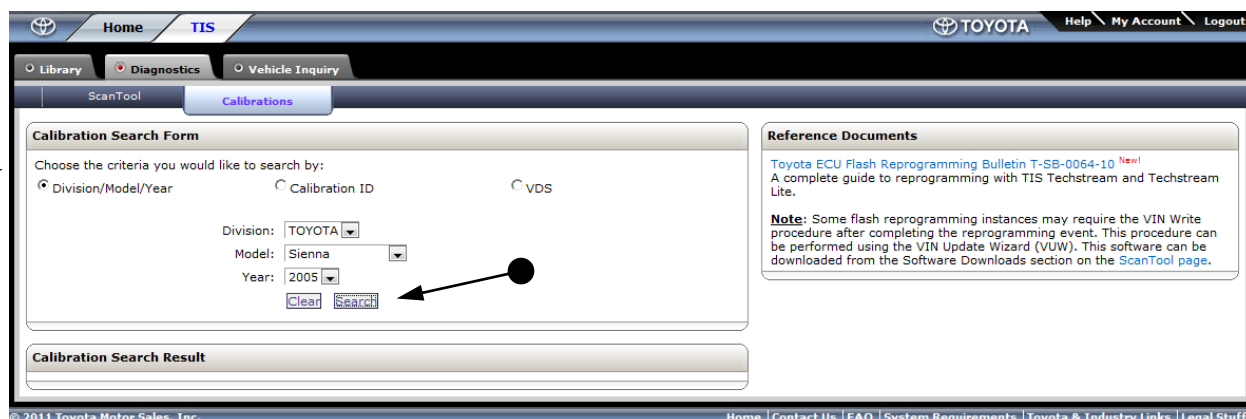 Home TIS TOYOTA Help My Account Logout
Library Diagnostics Vehicle Inquiry
ScanTool Calibrations
Calibration Search Form
Choose the criteria you would like to search by:
Division/Model/Year Calibration ID VDS
Division: TOYOTA
Model: Sienna
Year: 2005
Clear Search
Calibration Search Result
Reference Documents
Toyota ECU Flash Reprogramming Bulletin T-SB-0064-10 New!
A complete guide to reprogramming with TIS Techstream and Techstream
Lite.
Note: Some flash reprogramming instances may require the VIN Write
procedure after completing the reprogramming event. This procedure can
be performed using the VIN Update Wizard (VUW). This software can be
downloaded from the Software Downloads section on the ScanTool page.
© 2011 Toyota Motor Sales, Inc. Home | Contact Us | FAQ | System Requirements | Toyota & Industry Links | Legal Stuff